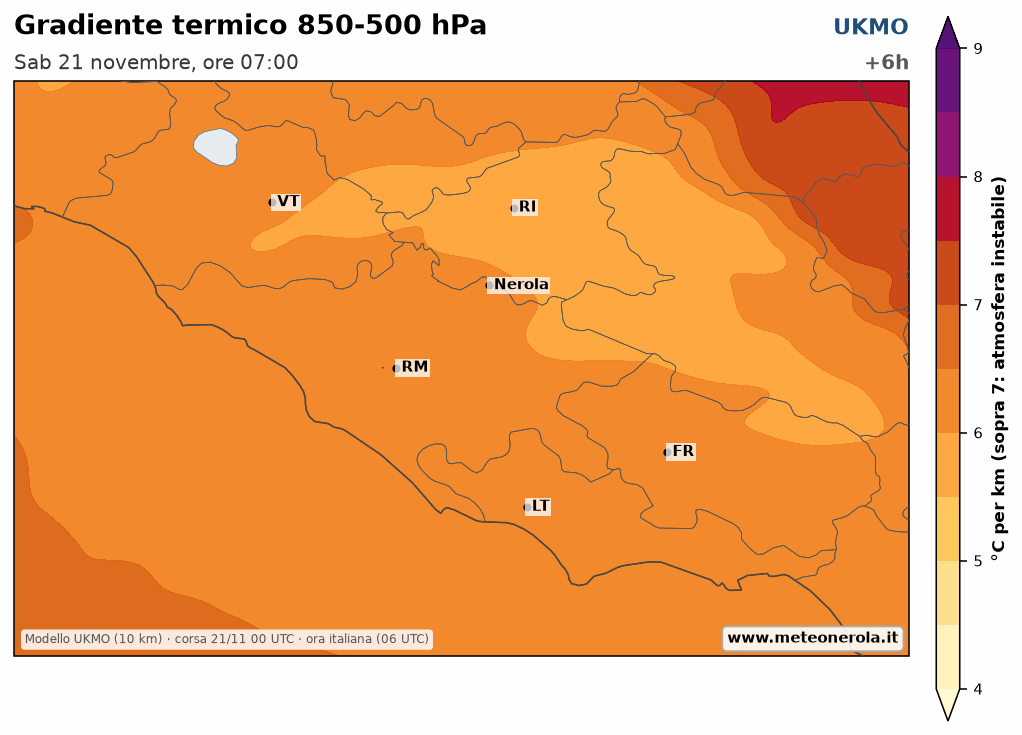 Gradiente termico 850-500 hPa
UKMO
Sab 21 novembre, ore 07:00
+6h
VT
RI
Nerola
RM
FR
LT
Modello UKMO (10 km) · corsa 21/11 00 UTC · ora italiana (06 UTC)
www.meteonerola.it
9
8
7
6
5
4
°C per km (sopra 7: atmosfera instabile)